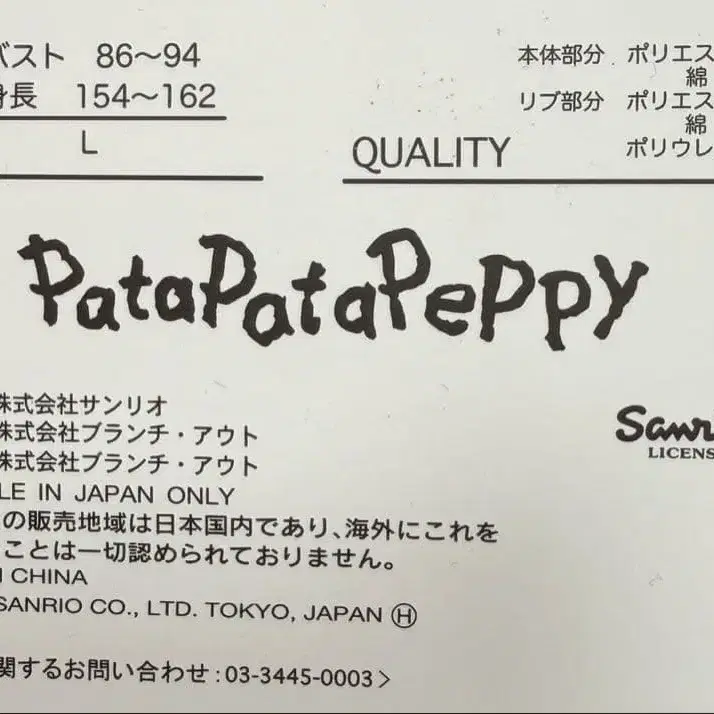 バスト 86～94
身長 154～162
L
本体部分 ポリエス
綿
リブ部分 ポリエス
綿
ポリウレ
QUALITY
PataPataPeppy
株式会社サンリオ
株式会社ブランチ・アウト
株式会社ブランチ・アウト
LE IN JAPAN ONLY
の販売地域は日本国内であり、海外にこれを
ことは一切認められておりません。
CHINA
SANRIO CO., LTD. TOKYO, JAPAN Ⓗ
関するお問い合わせ:03-3445-0003>
Sanr
LICENS